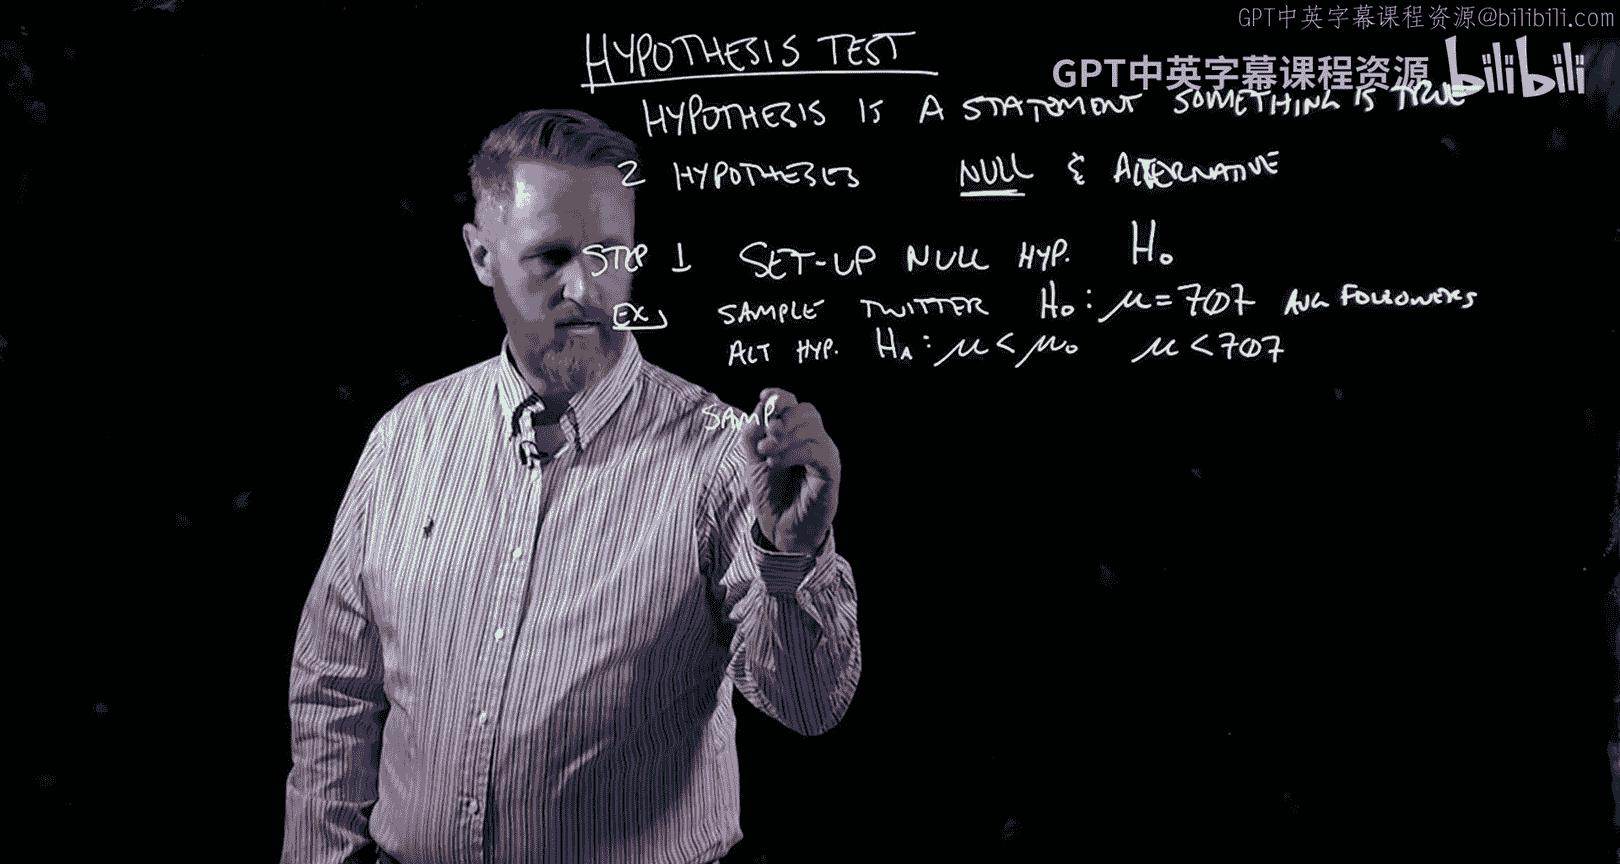 GPT中英字幕课程资源@bilibili.com
GPT中英字幕课程资源 bilibili
HYPOTHESIS TEST
HYPOTHESIS IS A STATEMENT SOMETHING IS TRUE
2 HYPOTHESES NULL & ALTERNATIVE
STEP 1 SET-UP NULL HYP. H₀
EX) SAMPLE TWITTER H₀: μ = 707 AVG FOLLOWERS
ALT HYP. Hₐ: μ < μ₀ μ < 707
SAMP